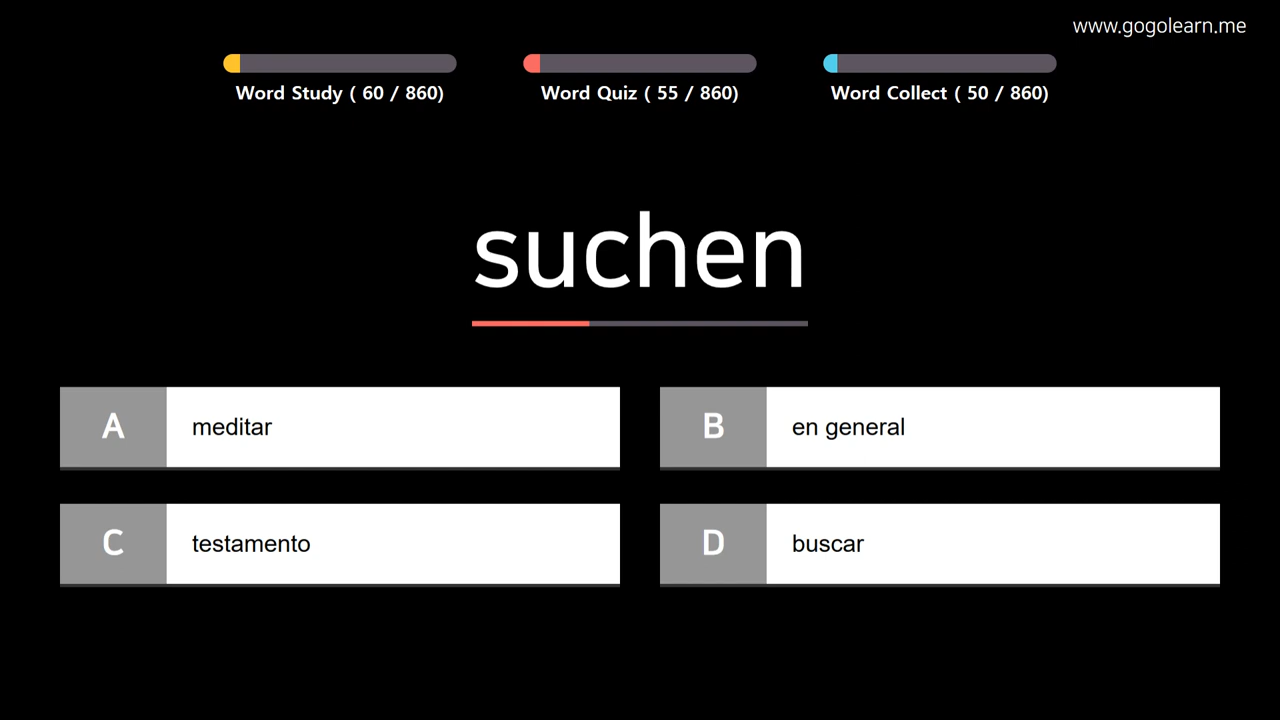 www.gogolearn.me
Word Study ( 60 / 860)
Word Quiz ( 55 / 860)
Word Collect ( 50 / 860)
suchen
A meditar
B en general
C testamento
D buscar